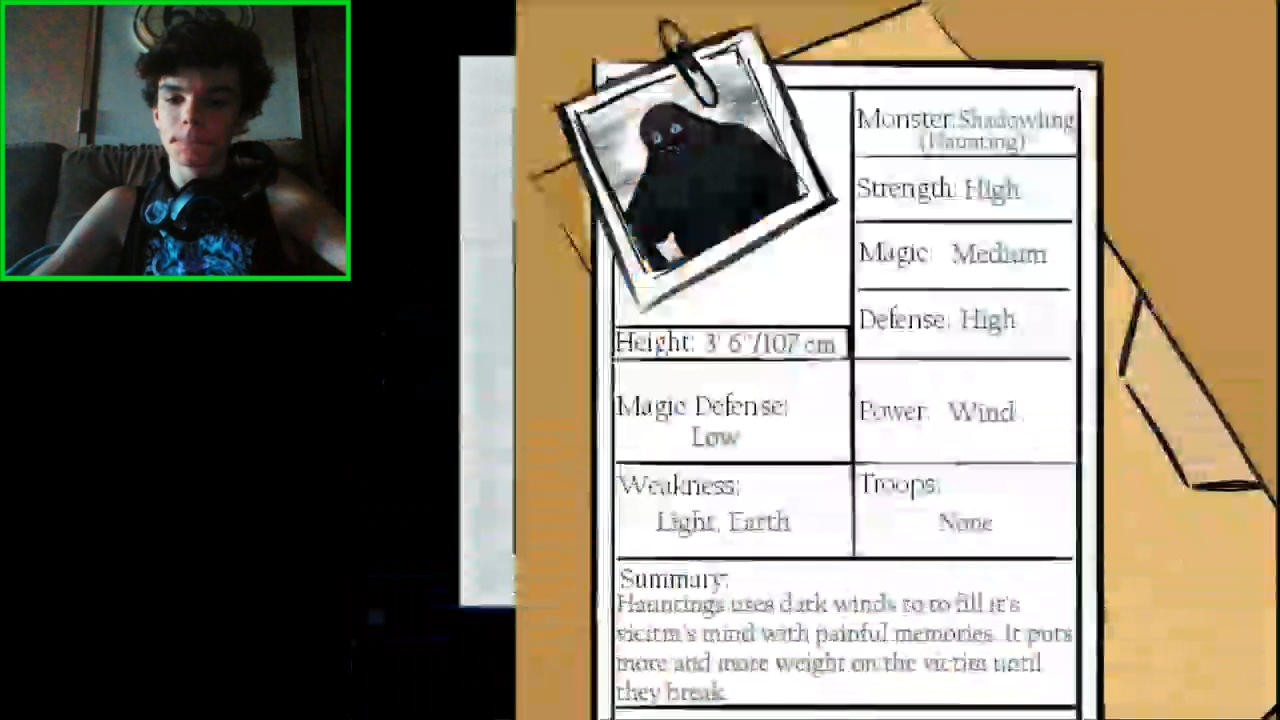 Monster: Shadowling
(Haunting)
Strength: High
Magic: Medium
Defense: High
Height: 3' 6"/107 cm
Magic Defense:
Low
Power: Wind
Weakness:
Light, Earth
Troops:
None
Summary:
Hauntings uses dark winds to to fill it's
vicitm's mind with painful memories. It puts
more and more weight on the victim until
they break.